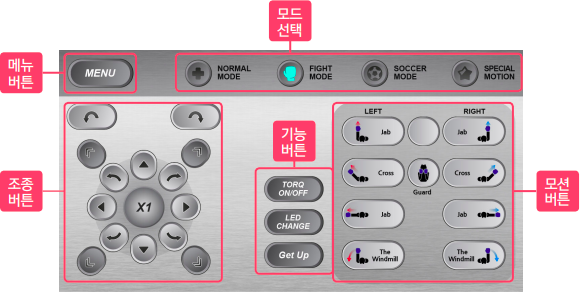 모드
선택
메뉴
버튼
MENU
NORMAL
MODE
FIGHT
MODE
SOCCER
MODE
SPECIAL
MOTION
조종
버튼
X1
기능
버튼
TORQ
ON/OFF
LED
CHANGE
Get Up
LEFT
RIGHT
Jab
Jab
Cross
Guard
Cross
Jab
Jab
The
Windmill
The
Windmill
모션
버튼